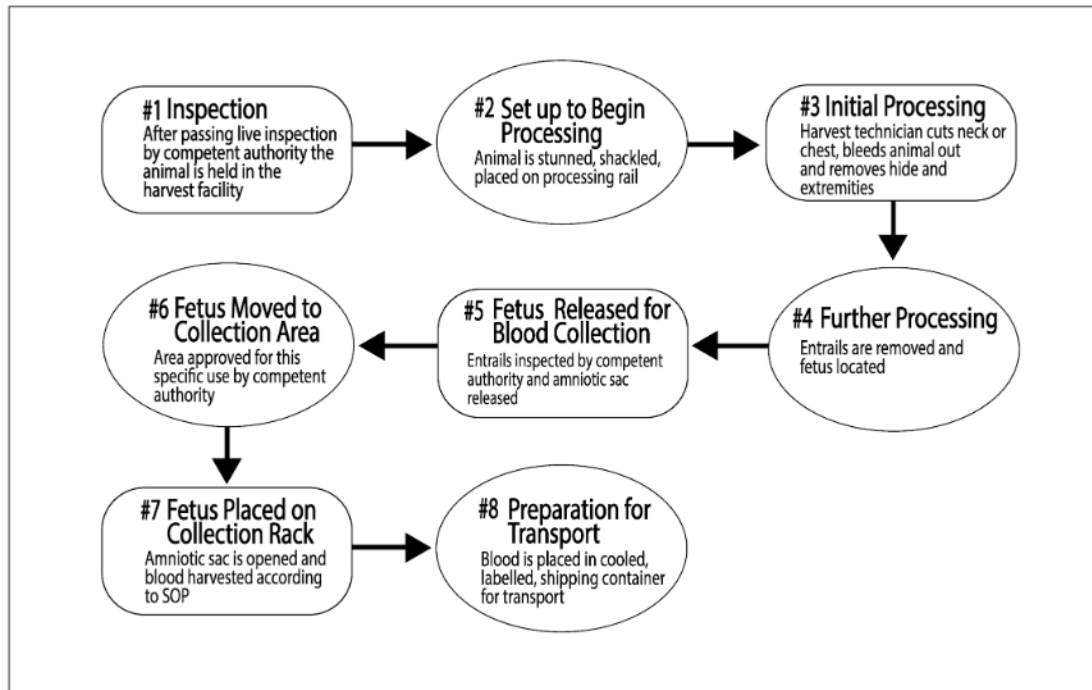 #1 Inspection
After passing live inspection
by competent authority the
animal is held in the
harvest facility
#2 Set up to Begin
Processing
Animal is stunned, shackled,
placed on processing rail
#3 Initial Processing
Harvest technician cuts neck or
chest, bleeds animal out
and removes hide and
extremities
#4 Further Processing
Entrails are removed and
fetus located
#5 Fetus Released for
Blood Collection
Entrails inspected by competent
authority and amniotic sac
released
#6 Fetus Moved to
Collection Area
Area approved for this
specific use by competent
authority
#7 Fetus Placed on
Collection Rack
Amniotic sac is opened and
blood harvested according
to SOP
#8 Preparation for
Transport
Blood is placed in cooled,
labelled, shipping container
for transport